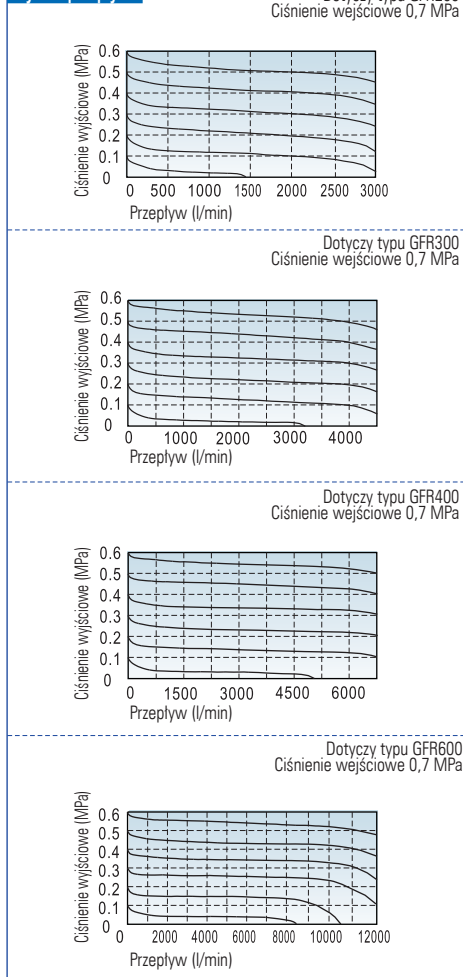 Ciśnienie wejściowe 0,7 MPa
Ciśnienie wyjściowe (MPa)
0.6
0.5
0.4
0.3
0.2
0.1
0
0 500 1000 1500 2000 2500 3000
Przepływ (l/min)
Dotyczy typu GFR300
Ciśnienie wejściowe 0,7 MPa
Ciśnienie wyjściowe (MPa)
0.6
0.5
0.4
0.3
0.2
0.1
0
0 1000 2000 3000 4000
Przepływ (l/min)
Dotyczy typu GFR400
Ciśnienie wejściowe 0,7 MPa
Ciśnienie wyjściowe (MPa)
0.6
0.5
0.4
0.3
0.2
0.1
0
0 1500 3000 4500 6000
Przepływ (l/min)
Dotyczy typu GFR600
Ciśnienie wejściowe 0,7 MPa
Ciśnienie wyjściowe (MPa)
0.6
0.5
0.4
0.3
0.2
0.1
0
0 2000 4000 6000 8000 10000 12000
Przepływ (l/min)